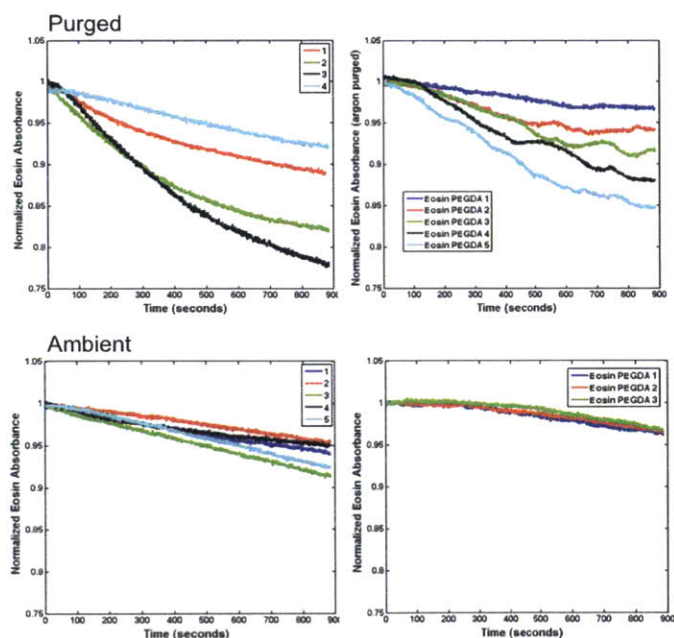 Purged
1.05
1
0.95
0.9
0.85
0.8
0.75
0 100 200 300 400 500 600 700 800 900
Normalized Eosin Absorbance
Time (seconds)
1
2
3
4
1.05
1
0.95
0.9
0.85
0.8
0.75
0 100 200 300 400 500 600 700 800 900
Normalized Eosin Absorbance (argon purged)
Time (seconds)
Eosin PEGDA 1
Eosin PEGDA 2
Eosin PEGDA 3
Eosin PEGDA 4
Eosin PEGDA 5
Ambient
1.05
1
0.95
0.9
0.85
0.8
0.75
0 100 200 300 400 500 600 700 800 900
Normalized Eosin Absorbance
Time (seconds)
1
2
3
4
5
1.05
1
0.95
0.9
0.85
0.8
0.75
0 100 200 300 400 500 600 700 800 900
Normalized Eosin Absorbance
Time (seconds)
Eosin PEGDA 1
Eosin PEGDA 2
Eosin PEGDA 3